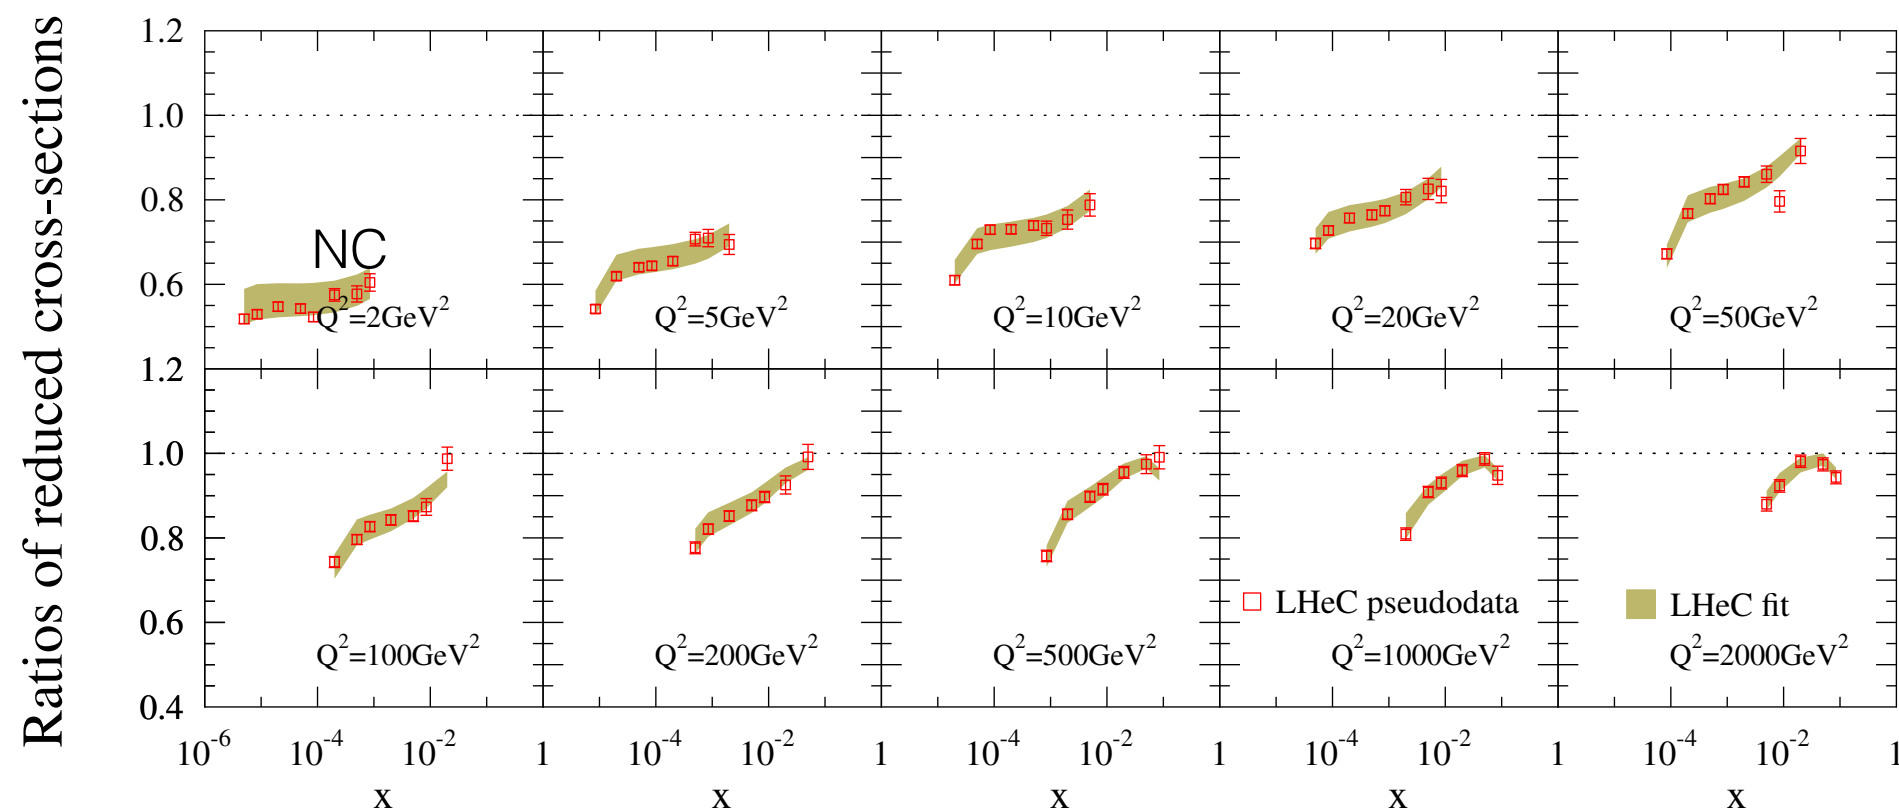 Ratios of reduced cross-sections
1.2
1.0
0.8
0.6
NC
Q²=2GeV²
Q²=5GeV²
Q²=10GeV²
Q²=20GeV²
Q²=50GeV²
1.2
1.0
0.8
0.6
0.4
LHeC pseudodata
LHeC fit
Q²=100GeV²
Q²=200GeV²
Q²=500GeV²
Q²=1000GeV²
Q²=2000GeV²
10⁻⁶ 10⁻⁴ 10⁻² 1 10⁻⁴ 10⁻² 1 10⁻⁴ 10⁻² 1 10⁻⁴ 10⁻² 1 10⁻⁴ 10⁻² 1
x x x x x